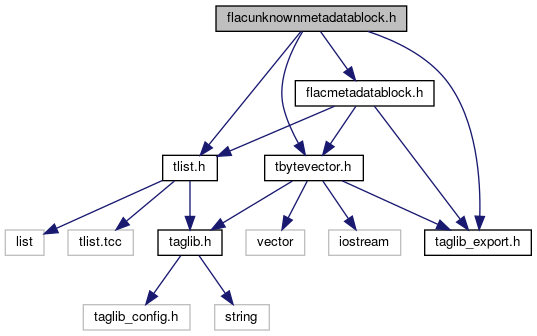 flacunknownmetadatablock.h
flacmetadatablock.h
tlist.h
tbytevector.h
list
tlist.tcc
taglib.h
vector
iostream
taglib_export.h
taglib_config.h
string